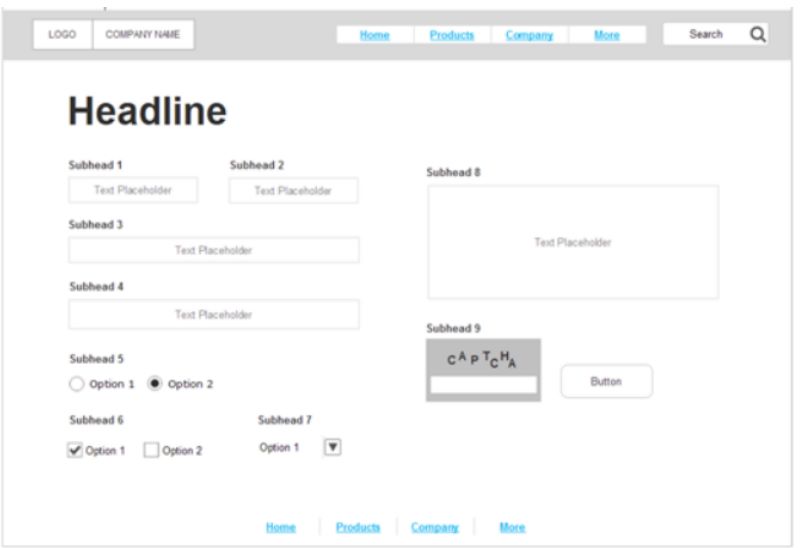 LOGO COMPANY NAME Home Products Company More Search
Headline
Subhead 1 Subhead 2
Text Placeholder Text Placeholder
Subhead 3
Text Placeholder
Subhead 4
Text Placeholder
Subhead 5
Option 1 Option 2
Subhead 6 Subhead 7
Option 1 Option 2 Option 1
Subhead 8
Text Placeholder
Subhead 9
CAPTCHA
Button
Home Products Company More